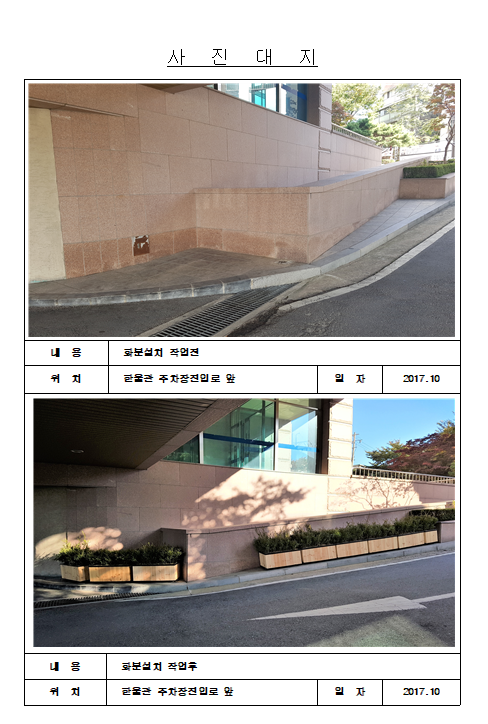 사 진 대 지
내 용 화분설치 작업전
위 치 한울관 주차장진입로 앞 일 자 2017.10
내 용 화분설치 작업후
위 치 한울관 주차장진입로 앞 일 자 2017.10